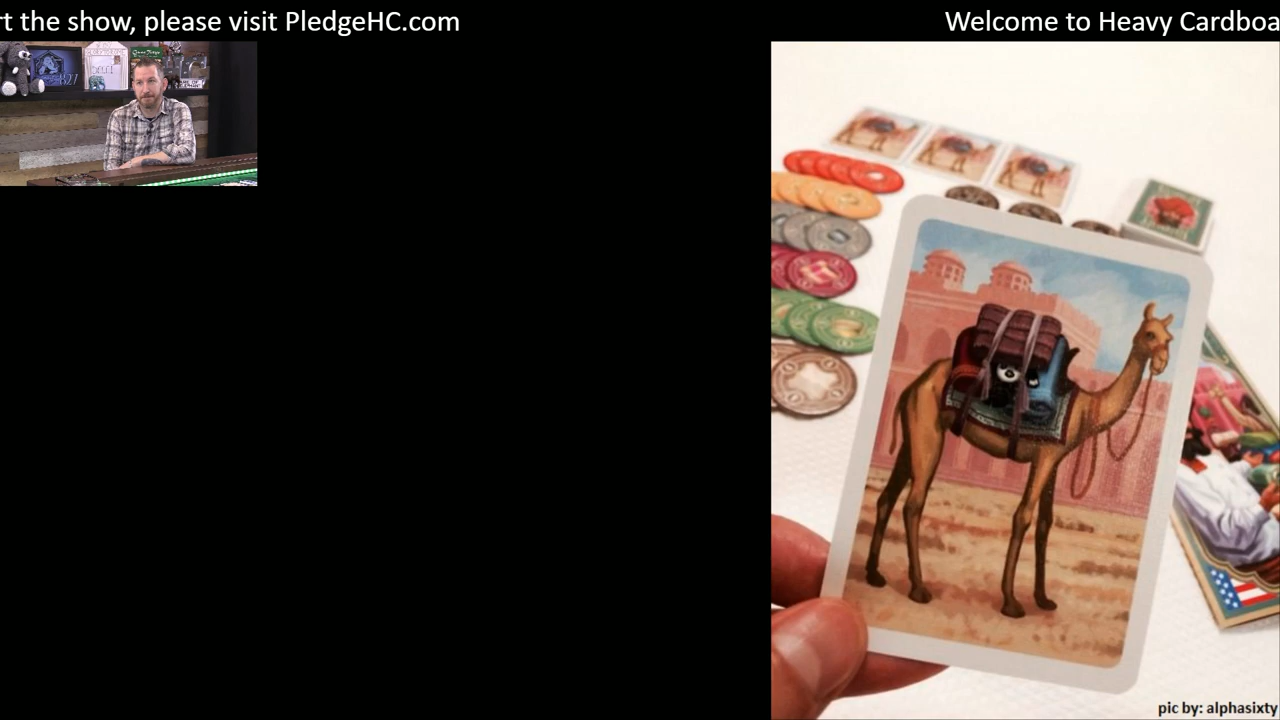 rt the show, please visit PledgeHC.com
Welcome to Heavy Cardboa
pic by: alphasixty